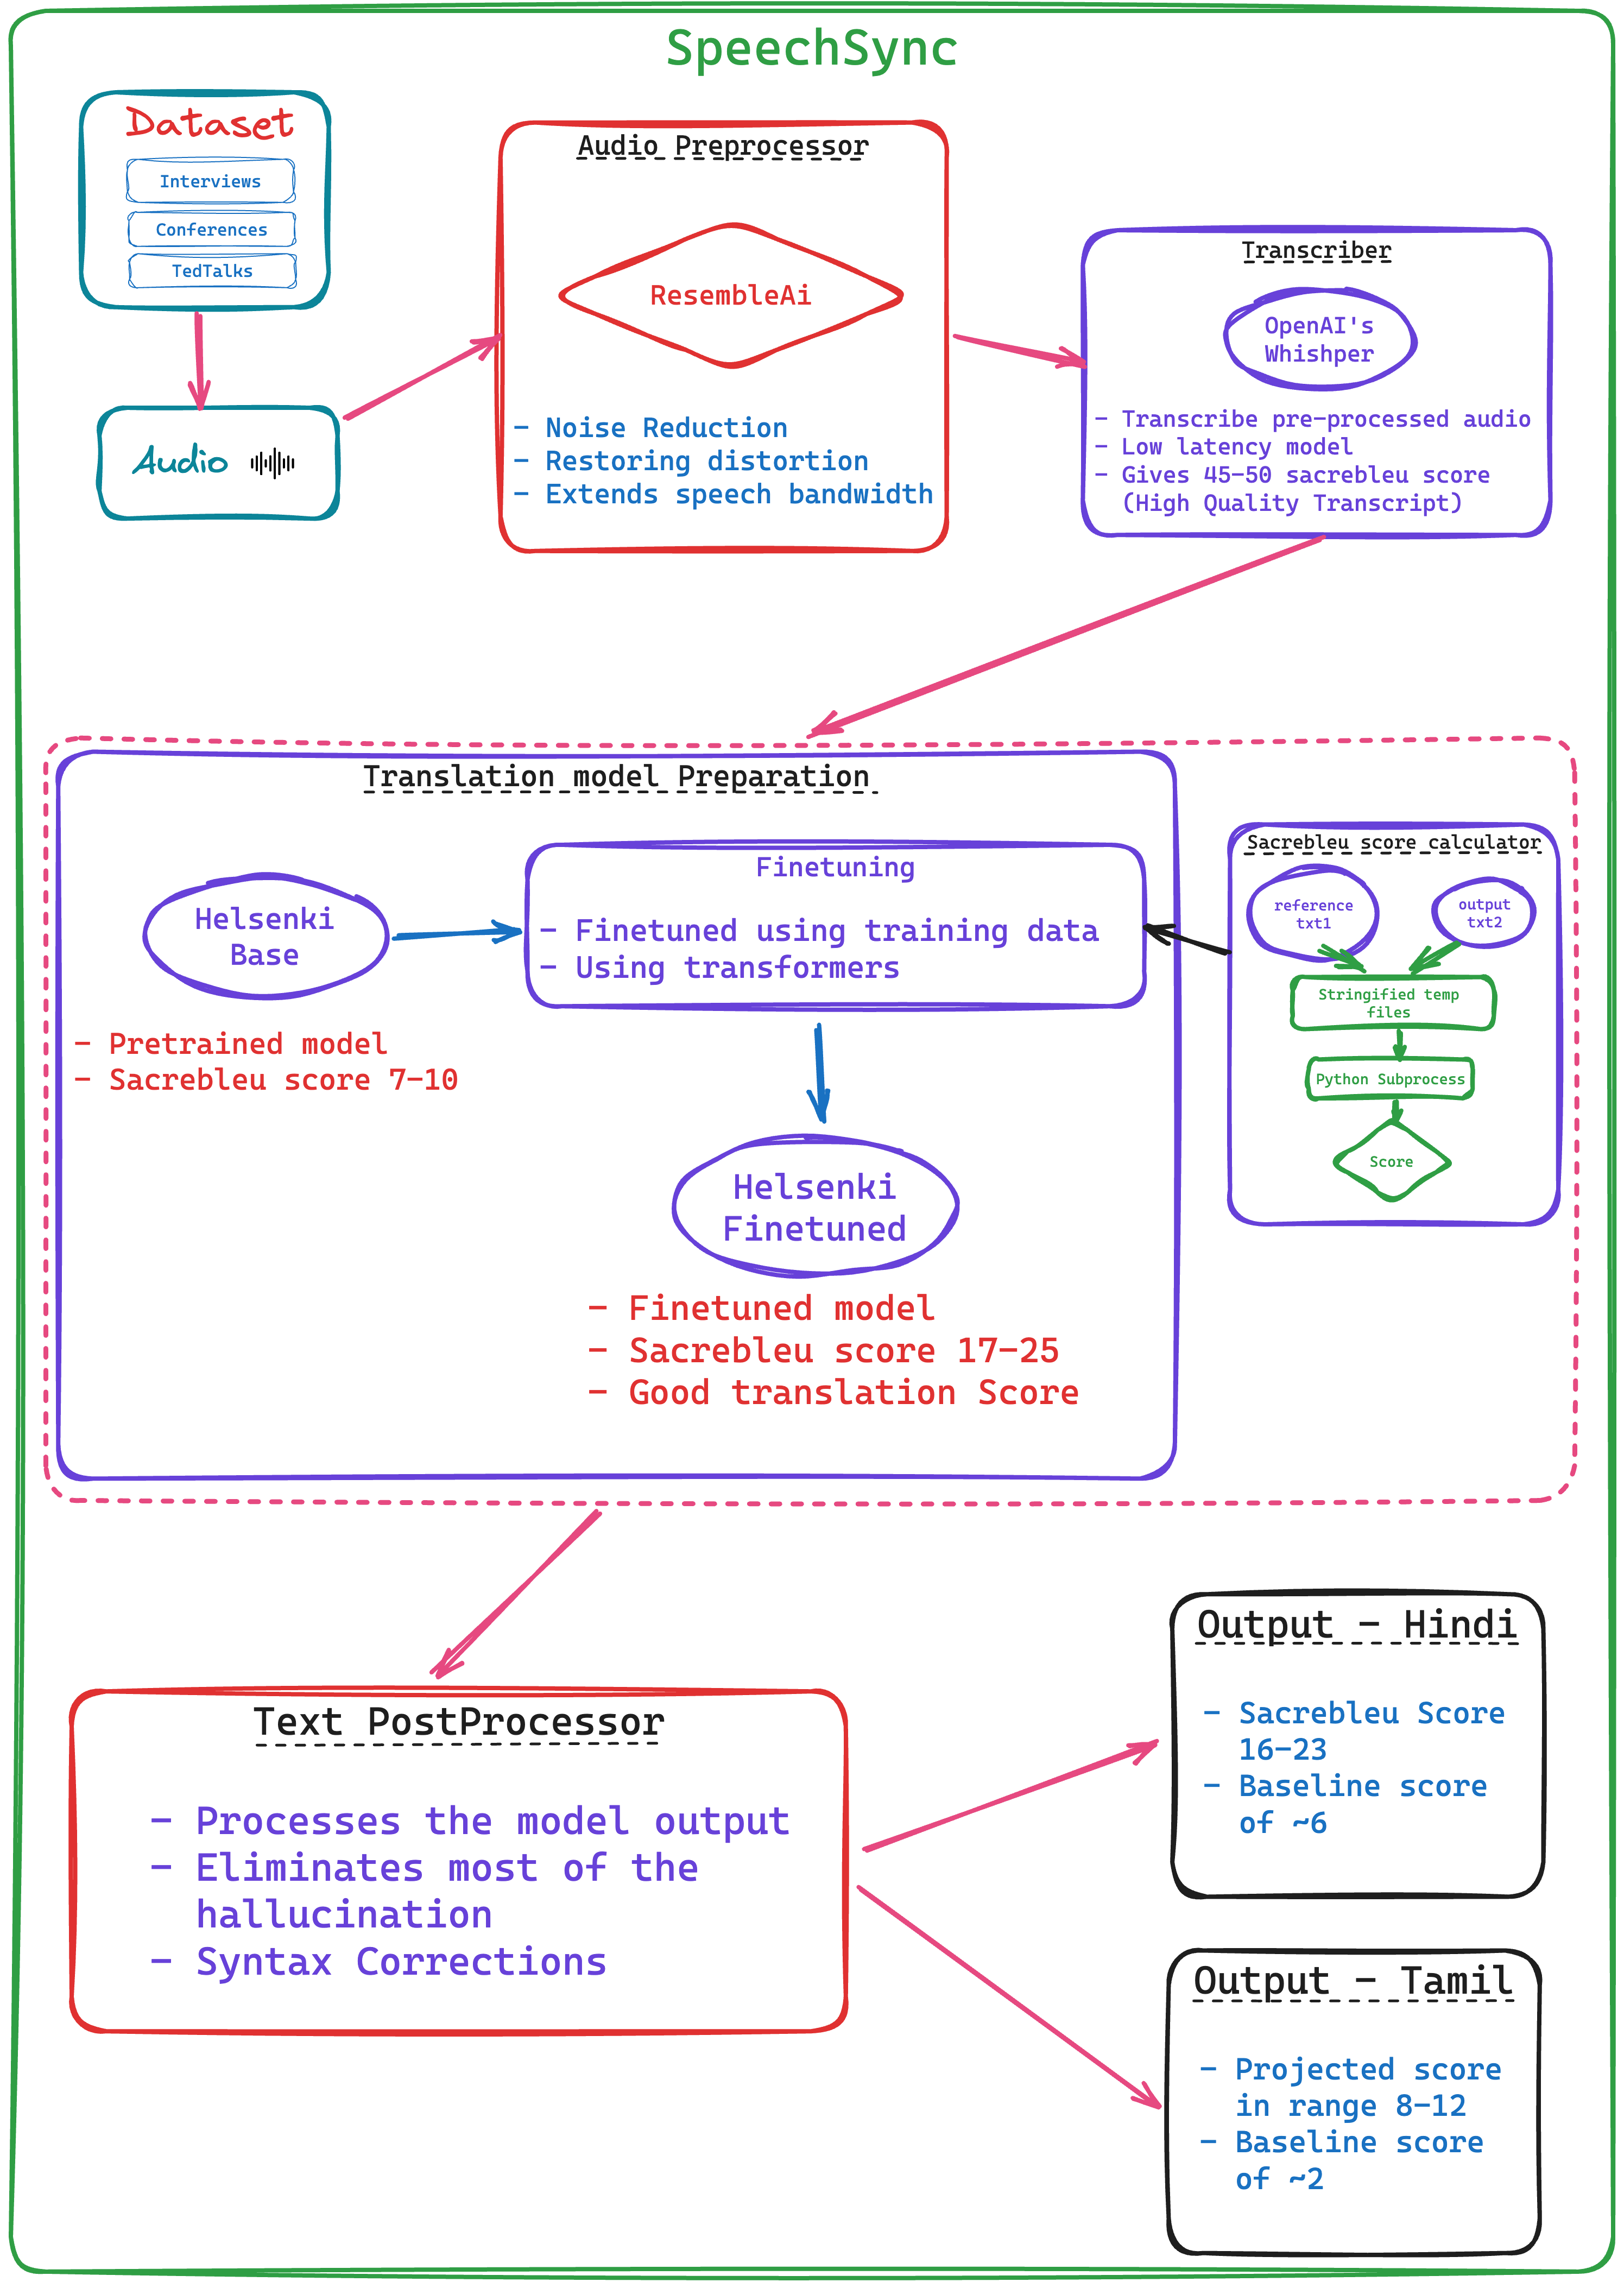 SpeechSync
Dataset
Interviews
Conferences
TedTalks
Audio
Audio Preprocessor
ResembleAi
- Noise Reduction
- Restoring distortion
- Extends speech bandwidth
Transcriber
OpenAI's
Whishper
- Transcribe pre-processed audio
- Low latency model
- Gives 45-50 sacrebleu score
(High Quality Transcript)
Translation model Preparation
Helsenki
Base
- Pretrained model
- Sacrebleu score 7-10
Finetuning
- Finetuned using training data
- Using transformers
Helsenki
Finetuned
- Finetuned model
- Sacrebleu score 17-25
- Good translation Score
Sacrebleu score calculator
reference
txt1
output
txt2
Stringified temp
files
Python Subprocess
Score
Text PostProcessor
- Processes the model output
- Eliminates most of the
hallucination
- Syntax Corrections
Output - Hindi
- Sacrebleu Score
16-23
- Baseline score
of ~6
Output - Tamil
- Projected score
in range 8-12
- Baseline score
of ~2